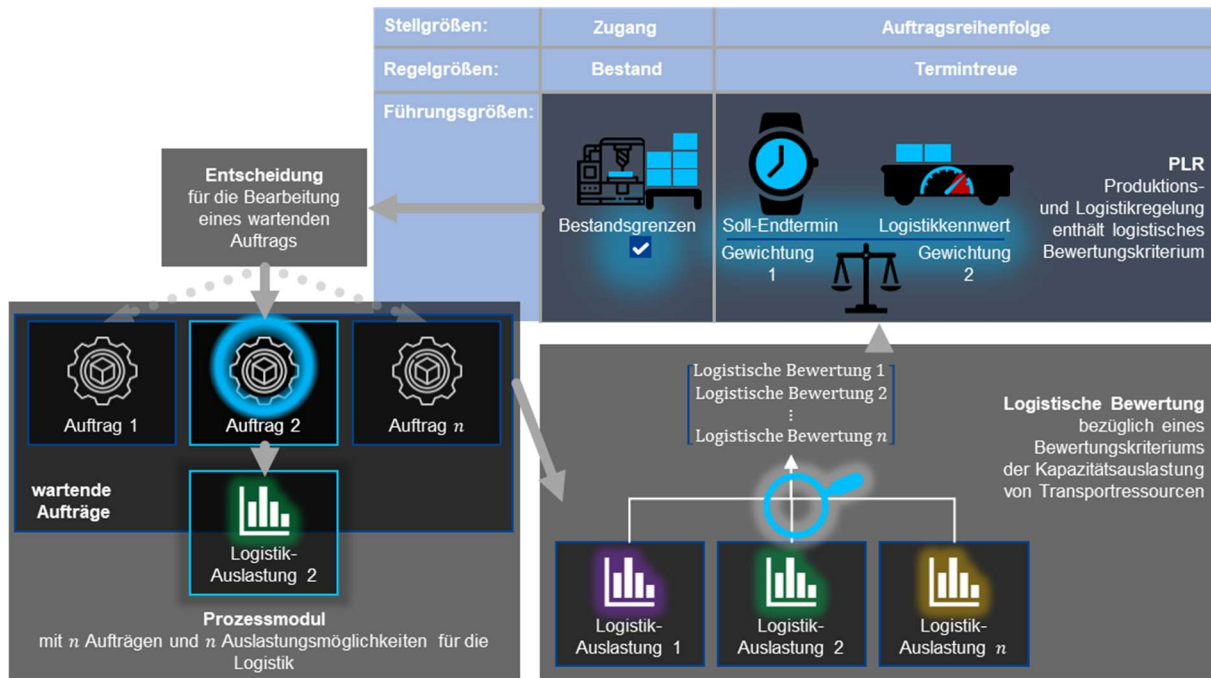 Stellgrößen:
Zugang
Auftragsreihenfolge
Regelgrößen:
Bestand
Termintreue
Führungsgrößen:
Bestandsgrenzen
Soll-Endtermin
Logistikkennwert
Gewichtung
1
Gewichtung
2
PLR
Produktions-
und Logistikregelung
enthält logistisches
Bewertungskriterium
Entscheidung
für die Bearbeitung
eines wartenden
Auftrags
Auftrag 1
Auftrag 2
Auftrag n
wartende
Aufträge
Logistik-
Auslastung 2
Prozessmodul
mit n Aufträgen und n Auslastungsmöglichkeiten für die
Logistik
Logistische Bewertung 1
Logistische Bewertung 2
⋮
Logistische Bewertung n
Logistische Bewertung
bezüglich eines
Bewertungskriteriums
der Kapazitätsauslastung
von Transportressourcen
Logistik-
Auslastung 1
Logistik-
Auslastung 2
Logistik-
Auslastung n